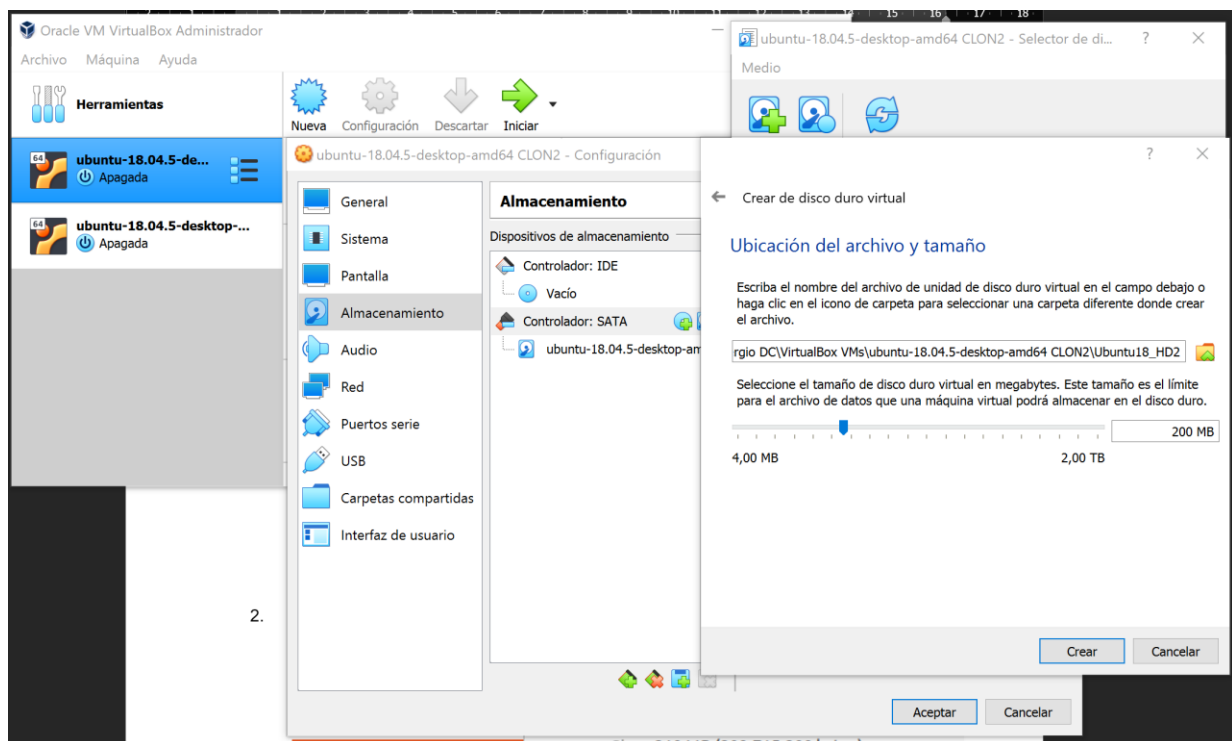 15 16 17 18
Oracle VM VirtualBox Administrador
Archivo Máquina Ayuda
Herramientas
Nueva Configuración Descartar Iniciar
64 ubuntu-18.04.5-de...
Apagada
64 ubuntu-18.04.5-desktop-...
Apagada
ubuntu-18.04.5-desktop-amd64 CLON2 - Selector de di... ?
Medio
ubuntu-18.04.5-desktop-amd64 CLON2 - Configuración
General
Sistema
Pantalla
Almacenamiento
Audio
Red
Puertos serie
USB
Carpetas compartidas
Interfaz de usuario
Almacenamiento
Dispositivos de almacenamiento
Controlador: IDE
Vacío
Controlador: SATA
ubuntu-18.04.5-desktop-am
Aceptar Cancelar
?
Crear de disco duro virtual
Ubicación del archivo y tamaño
Escriba el nombre del archivo de unidad de disco duro virtual en el campo debajo o
haga clic en el icono de carpeta para seleccionar una carpeta diferente donde crear
el archivo.
rgio DC\VirtualBox VMs\ubuntu-18.04.5-desktop-amd64 CLON2\Ubuntu18_HD2
Seleccione el tamaño de disco duro virtual en megabytes. Este tamaño es el límite
para el archivo de datos que una máquina virtual podrá almacenar en el disco duro.
200 MB
4,00 MB 2,00 TB
Crear Cancelar
2.